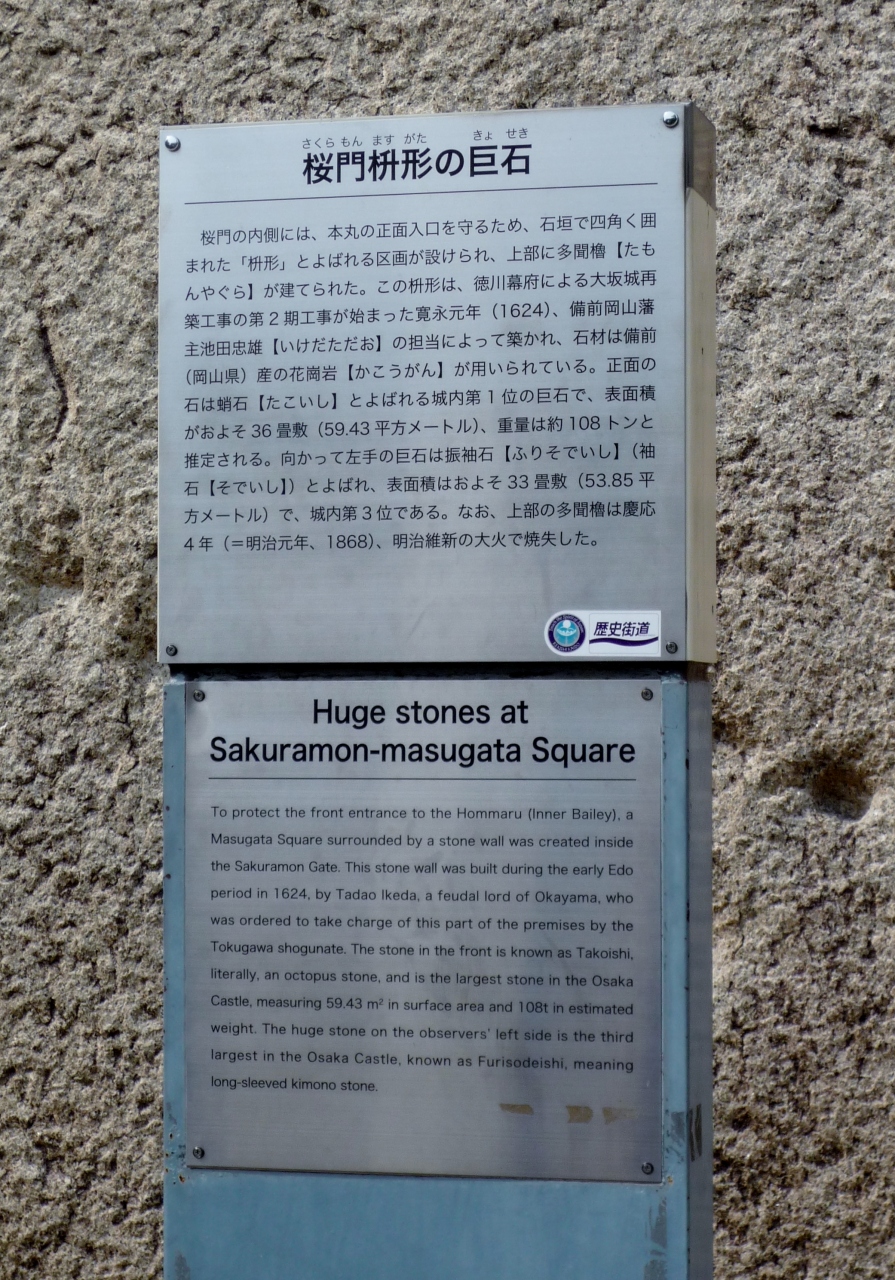 さくら もん ます がた きょ せき
桜門枡形の巨石
桜門の内側には、本丸の正面入口を守るため、石垣で四角く囲
まれた「枡形」とよばれる区画が設けられ、上部に多聞櫓【たも
んやぐら】が建てられた。この枡形は、徳川幕府による大坂城再
築工事の第2期工事が始まった寛永元年（1624）、備前岡山藩
主池田忠雄【いけだただお】の担当によって築かれ、石材は備前
（岡山県）産の花崗岩【かこうがん】が用いられている。正面の
石は蛸石【たこいし】とよばれる城内第1位の巨石で、表面積
がおよそ36畳敷（59.43平方メートル）、重量は約108トンと
推定される。向かって左手の巨石は振袖石【ふりそでいし】（袖
石【そでいし】）とよばれ、表面積はおよそ33畳敷（53.85平
方メートル）で、城内第3位である。なお、上部の多聞櫓は慶応
4年（＝明治元年、1868）、明治維新の大火で焼失した。
歴史街道
Huge stones at
Sakuramon-masugata Square
To protect the front entrance to the Hommaru (Inner Bailey), a
Masugata Square surrounded by a stone wall was created inside
the Sakuramon Gate. This stone wall was built during the early Edo
period in 1624, by Tadao Ikeda, a feudal lord of Okayama, who
was ordered to take charge of this part of the premises by the
Tokugawa shogunate. The stone in the front is known as Takoishi,
literally, an octopus stone, and is the largest stone in the Osaka
Castle, measuring 59.43 m² in surface area and 108t in estimated
weight. The huge stone on the observers' left side is the third
largest in the Osaka Castle, known as Furisodeishi, meaning
long-sleeved kimono stone.